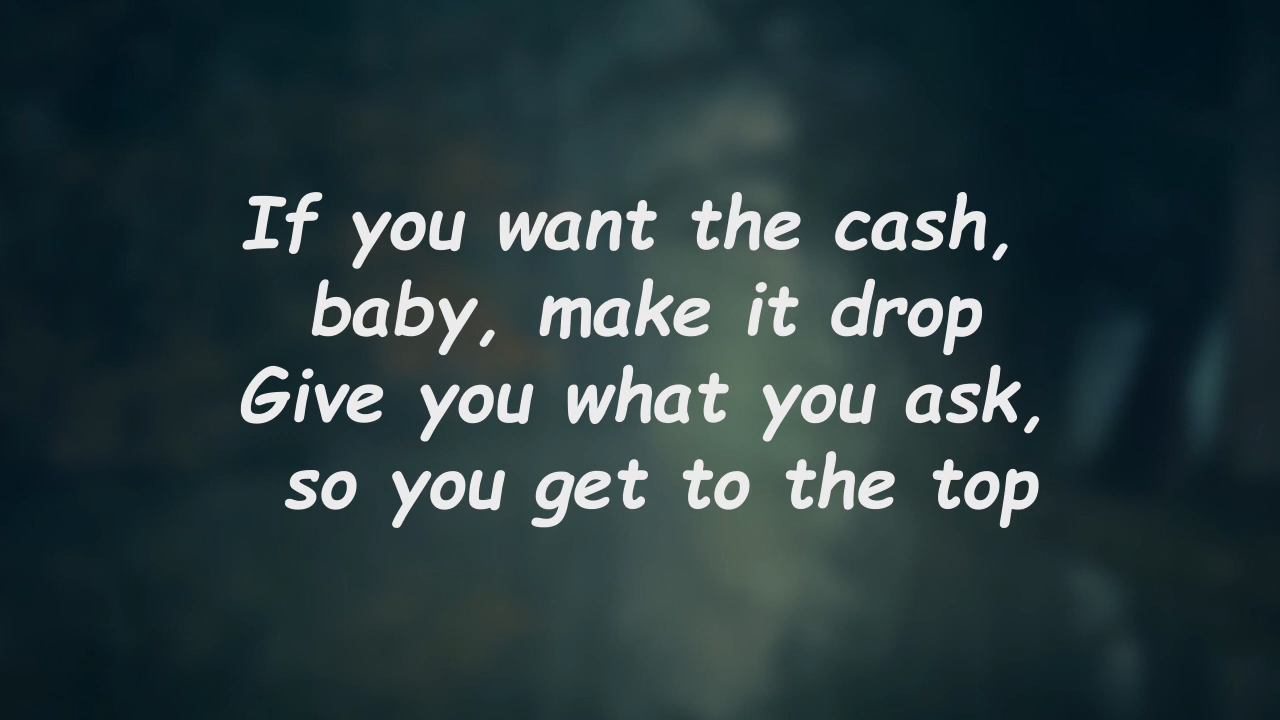 If you want the cash,
baby, make it drop
Give you what you ask,
so you get to the top